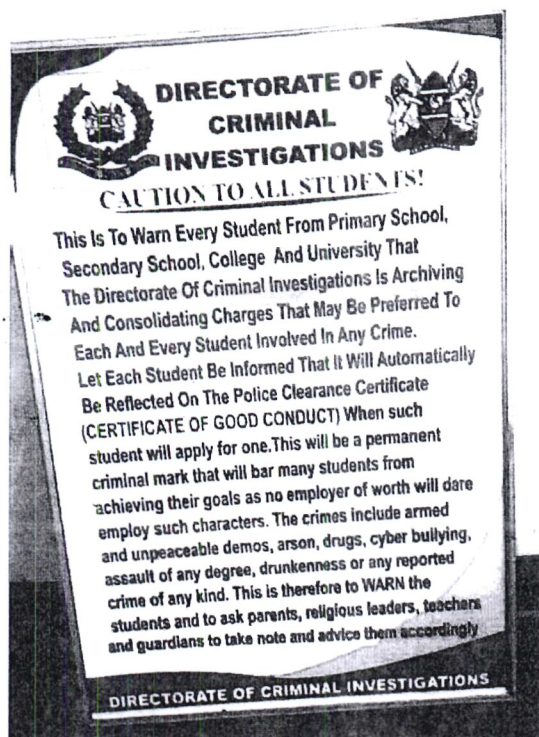 DIRECTORATE OF
CRIMINAL
INVESTIGATIONS
CAUTION TO ALL STUDENTS!
This Is To Warn Every Student From Primary School,
Secondary School, College And University That
The Directorate Of Criminal Investigations Is Archiving
And Consolidating Charges That May Be Preferred To
Each And Every Student Involved In Any Crime.
Let Each Student Be Informed That It Will Automatically
Be Reflected On The Police Clearance Certificate
(CERTIFICATE OF GOOD CONDUCT) When such
student will apply for one.This will be a permanent
criminal mark that will bar many students from
achieving their goals as no employer of worth will dare
employ such characters. The crimes include armed
and unpeaceable demos, arson, drugs, cyber bullying,
assault of any degree, drunkenness or any reported
crime of any kind. This is therefore to WARN the
students and to ask parents, religious leaders, teachers
and guardians to take note and advice them accordingly
DIRECTORATE OF CRIMINAL INVESTIGATIONS